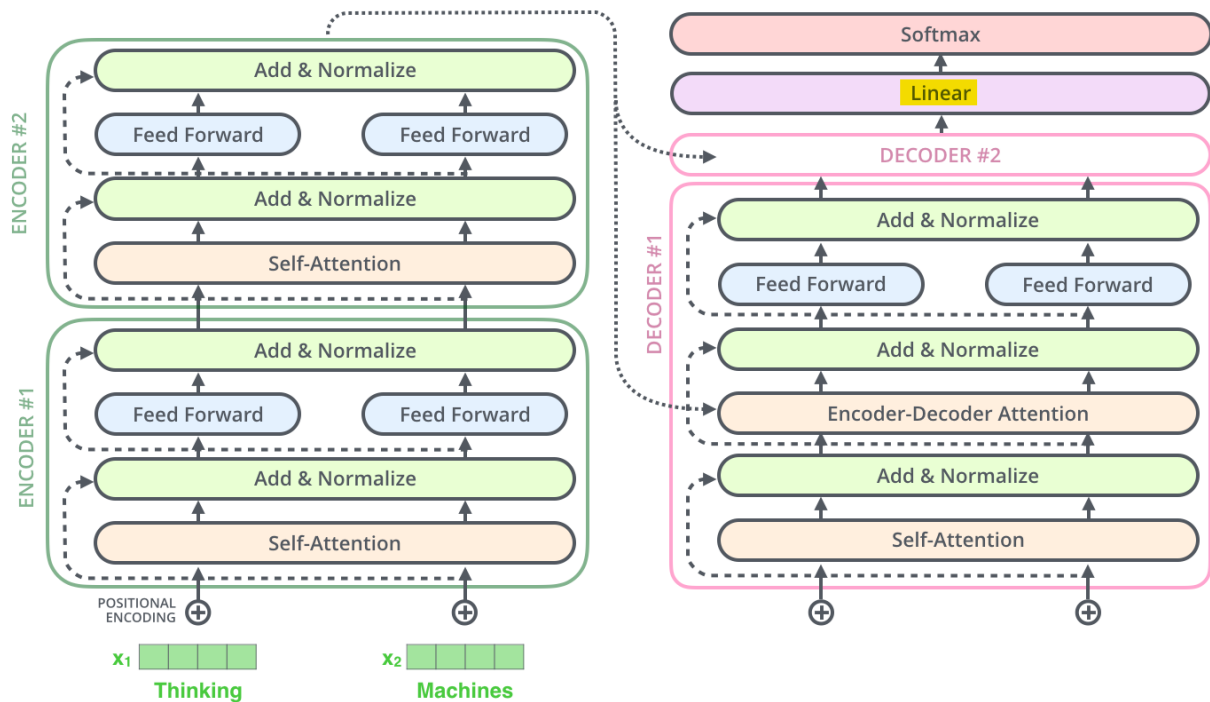 ENCODER #2
Add & Normalize
Feed Forward Feed Forward
Add & Normalize
Self-Attention
ENCODER #1
Add & Normalize
Feed Forward Feed Forward
Add & Normalize
Self-Attention
POSITIONAL
ENCODING
x₁ x₂
Thinking Machines
Softmax
Linear
DECODER #2
DECODER #1
Add & Normalize
Feed Forward Feed Forward
Add & Normalize
Encoder-Decoder Attention
Add & Normalize
Self-Attention